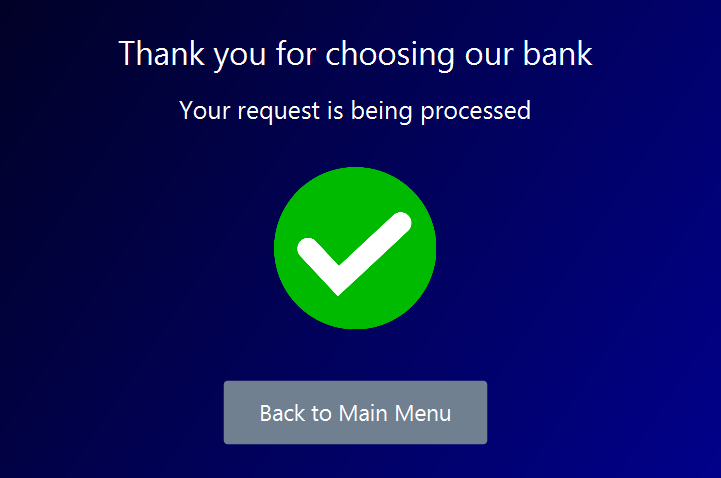 Thank you for choosing our bank
Your request is being processed
Back to Main Menu